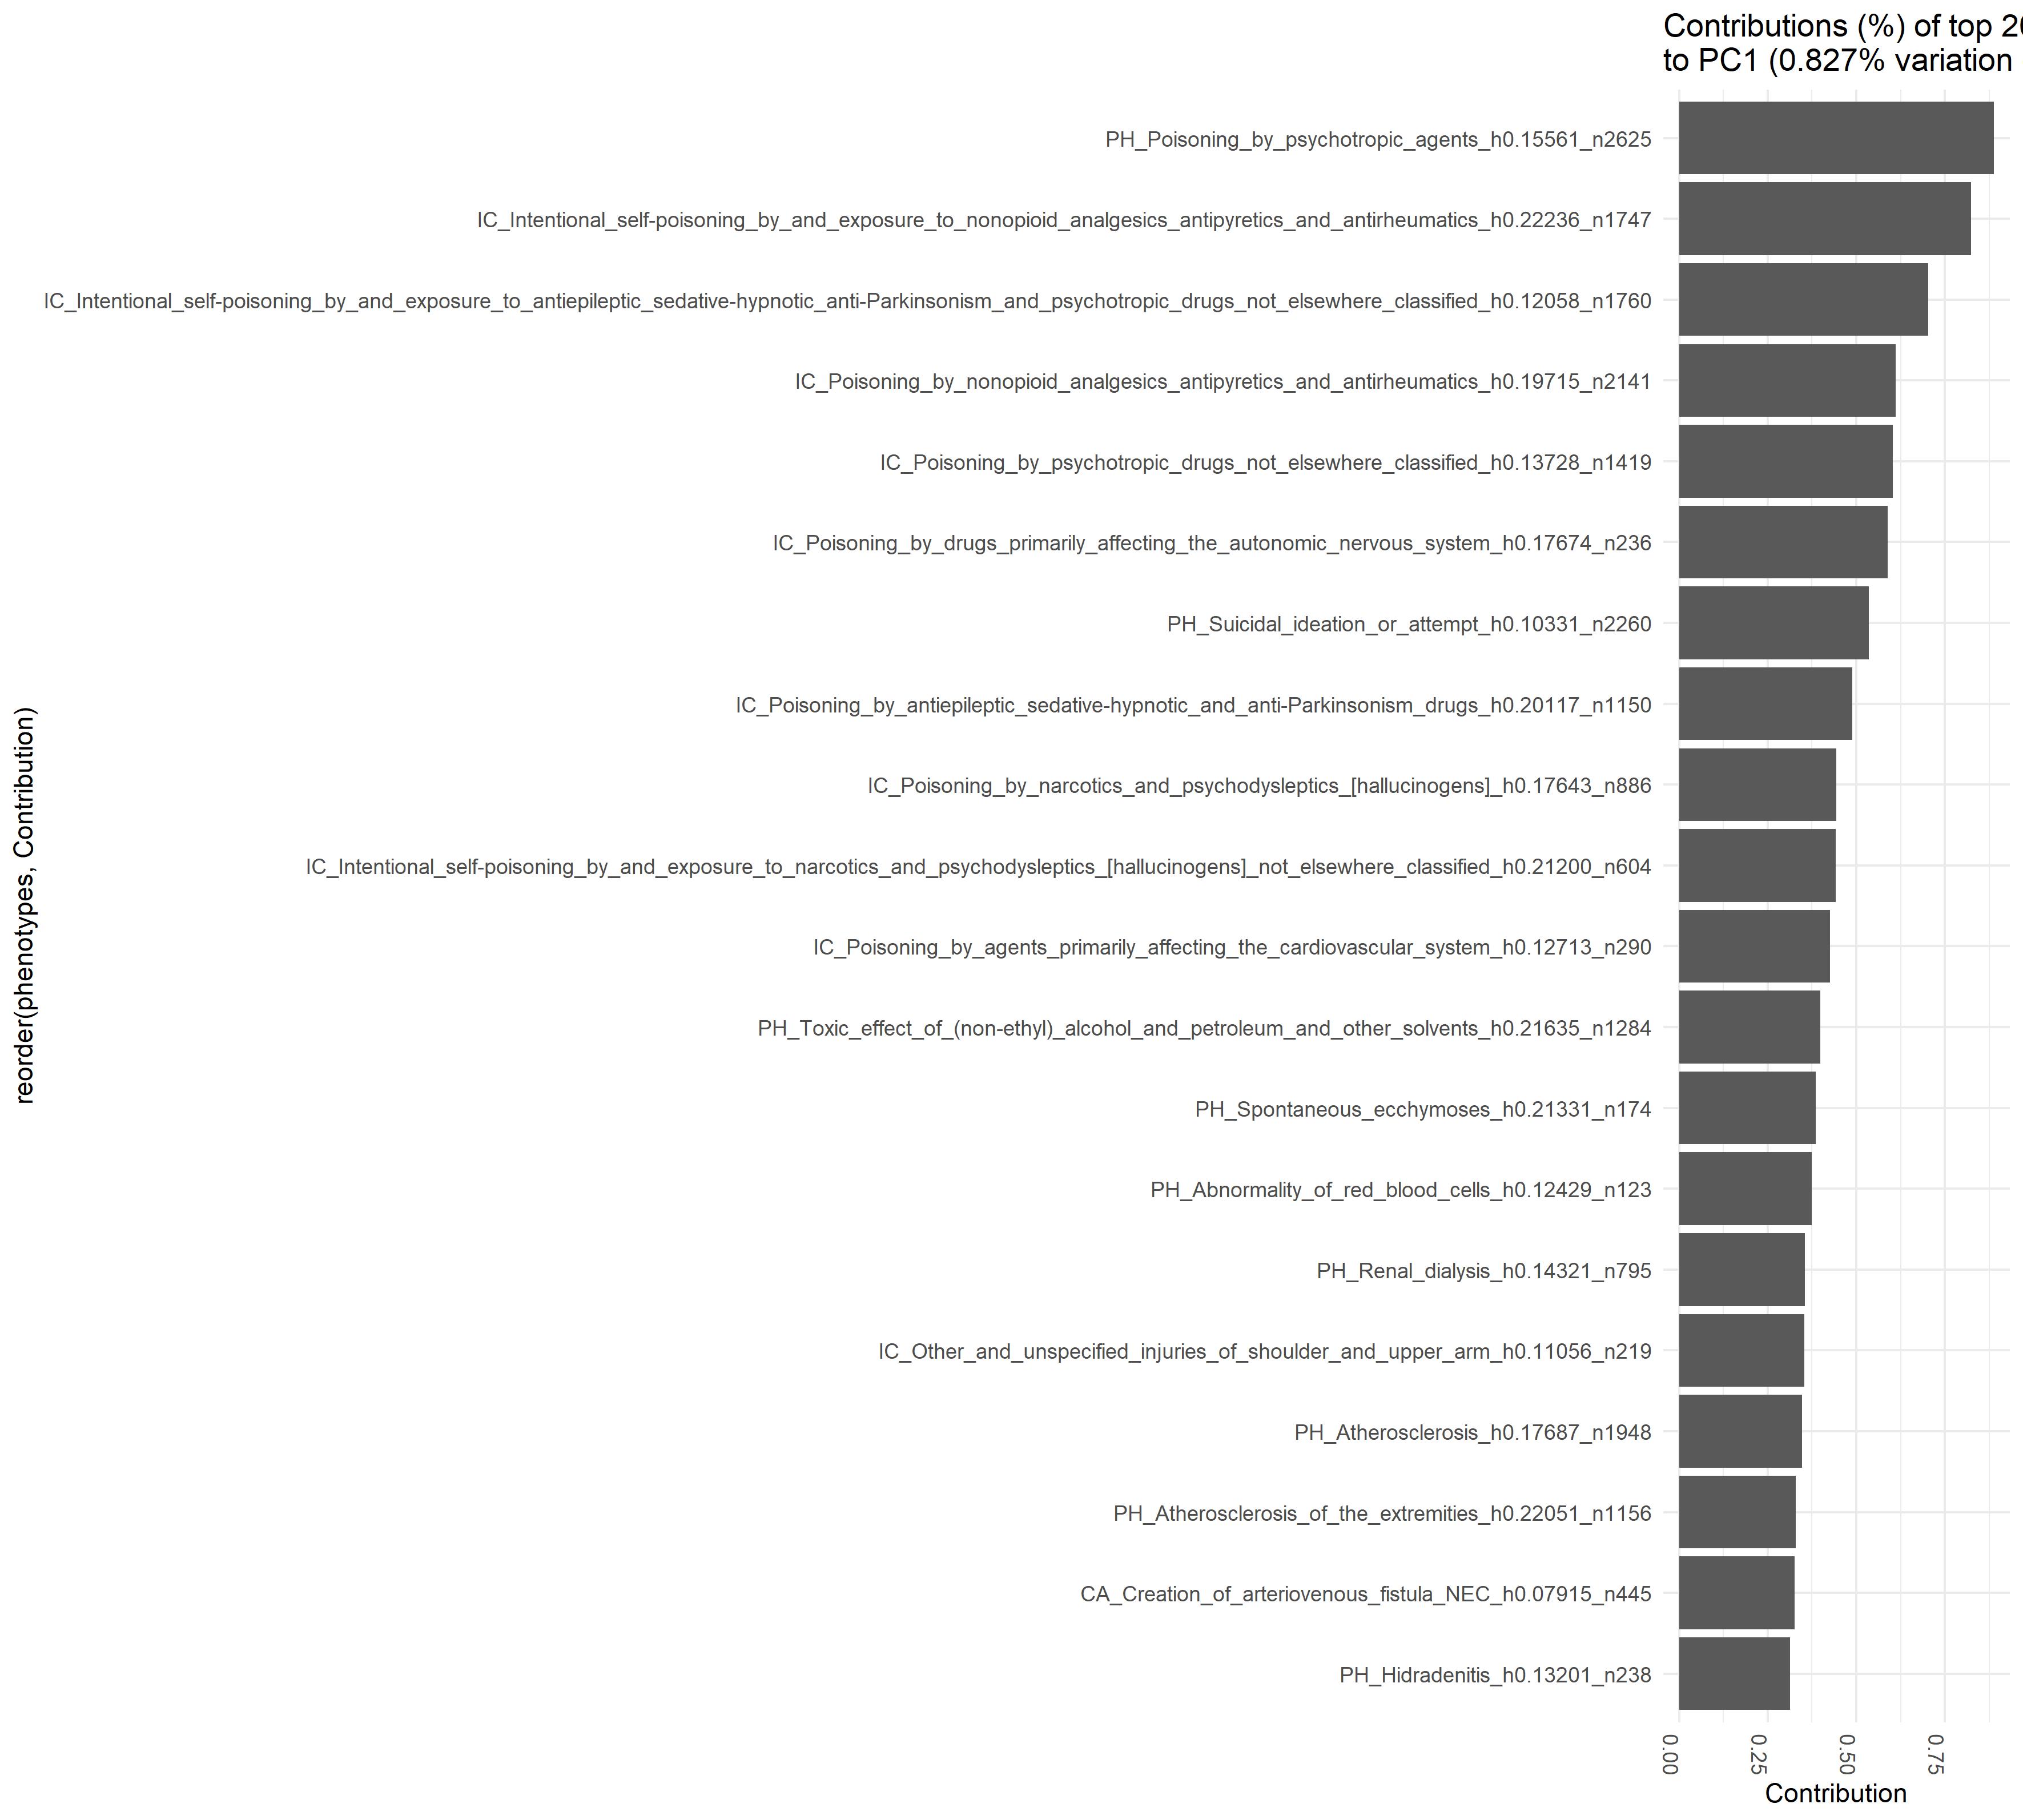 Contributions (%) of top 20
to PC1 (0.827% variation
PH_Poisoning_by_psychotropic_agents_h0.15561_n2625
IC_Intentional_self-poisoning_by_and_exposure_to_nonopioid_analgesics_antipyretics_and_antirheumatics_h0.22236_n1747
IC_Intentional_self-poisoning_by_and_exposure_to_antiepileptic_sedative-hypnotic_anti-Parkinsonism_and_psychotropic_drugs_not_elsewhere_classified_h0.12058_n1760
IC_Poisoning_by_nonopioid_analgesics_antipyretics_and_antirheumatics_h0.19715_n2141
IC_Poisoning_by_psychotropic_drugs_not_elsewhere_classified_h0.13728_n1419
IC_Poisoning_by_drugs_primarily_affecting_the_autonomic_nervous_system_h0.17674_n236
PH_Suicidal_ideation_or_attempt_h0.10331_n2260
IC_Poisoning_by_antiepileptic_sedative-hypnotic_and_anti-Parkinsonism_drugs_h0.20117_n1150
IC_Poisoning_by_narcotics_and_psychodysleptics_[hallucinogens]_h0.17643_n886
IC_Intentional_self-poisoning_by_and_exposure_to_narcotics_and_psychodysleptics_[hallucinogens]_not_elsewhere_classified_h0.21200_n604
IC_Poisoning_by_agents_primarily_affecting_the_cardiovascular_system_h0.12713_n290
PH_Toxic_effect_of_(non-ethyl)_alcohol_and_petroleum_and_other_solvents_h0.21635_n1284
PH_Spontaneous_ecchymoses_h0.21331_n174
PH_Abnormality_of_red_blood_cells_h0.12429_n123
PH_Renal_dialysis_h0.14321_n795
IC_Other_and_unspecified_injuries_of_shoulder_and_upper_arm_h0.11056_n219
PH_Atherosclerosis_h0.17687_n1948
PH_Atherosclerosis_of_the_extremities_h0.22051_n1156
CA_Creation_of_arteriovenous_fistula_NEC_h0.07915_n445
PH_Hidradenitis_h0.13201_n238
reorder(phenotypes, Contribution)
0.00
0.25
0.50
0.75
Contribution